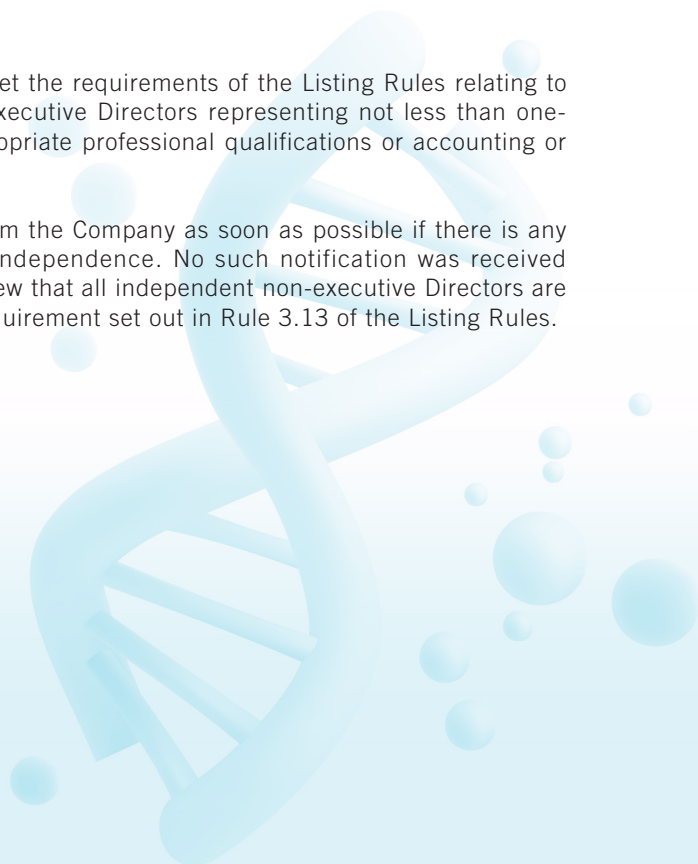 et the requirements of the Listing Rules relating to
xecutive Directors representing not less than one-
opriate professional qualifications or accounting or
m the Company as soon as possible if there is any
ndependence. No such notification was received
ew that all independent non-executive Directors are
uirement set out in Rule 3.13 of the Listing Rules.